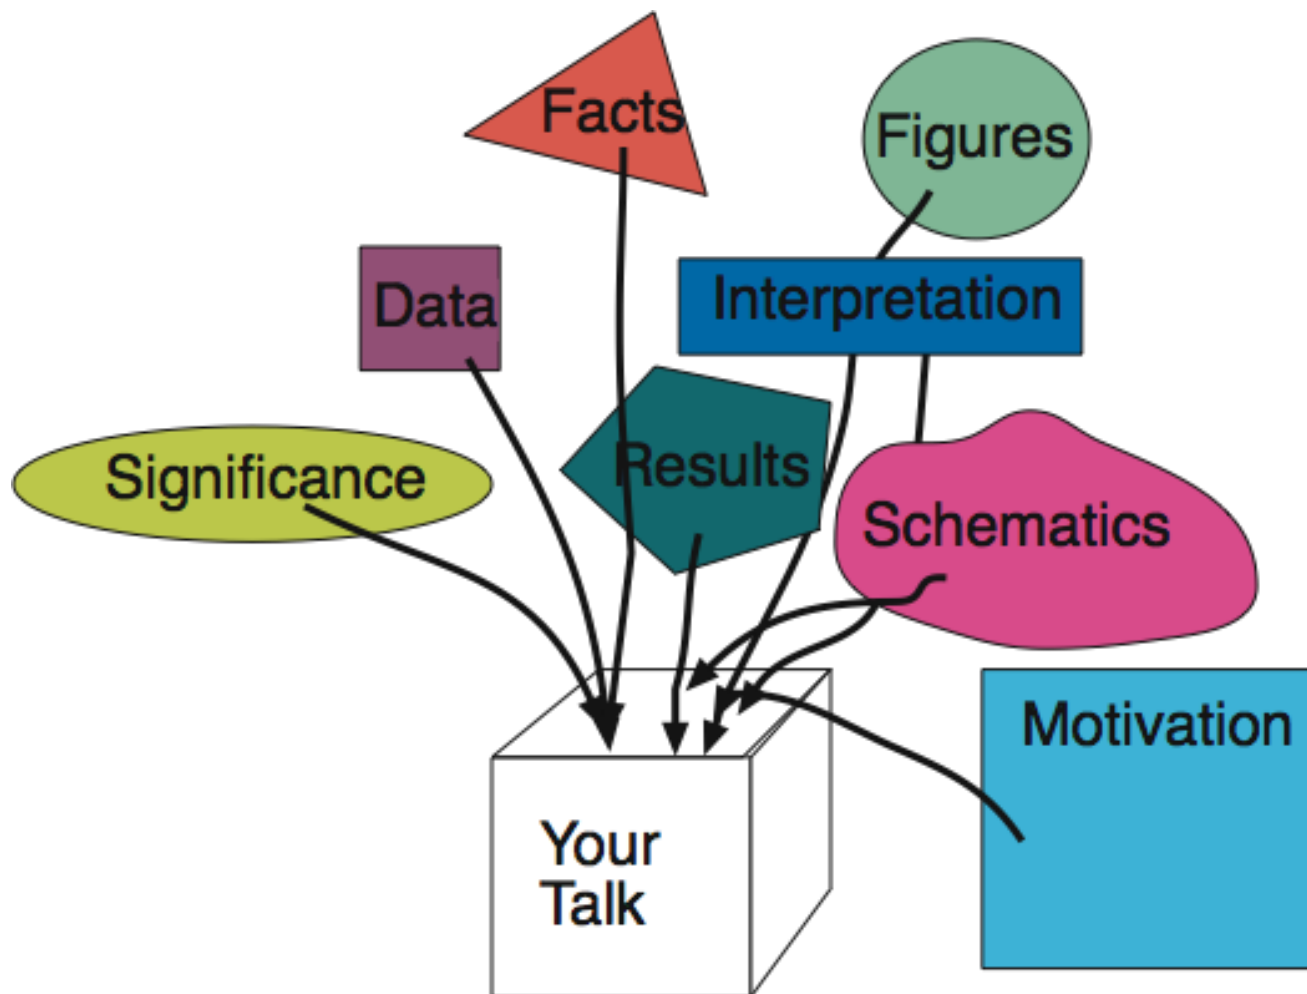 Facts
Figures
Data
Interpretation
Results
Significance
Schematics
Motivation
Your
Talk